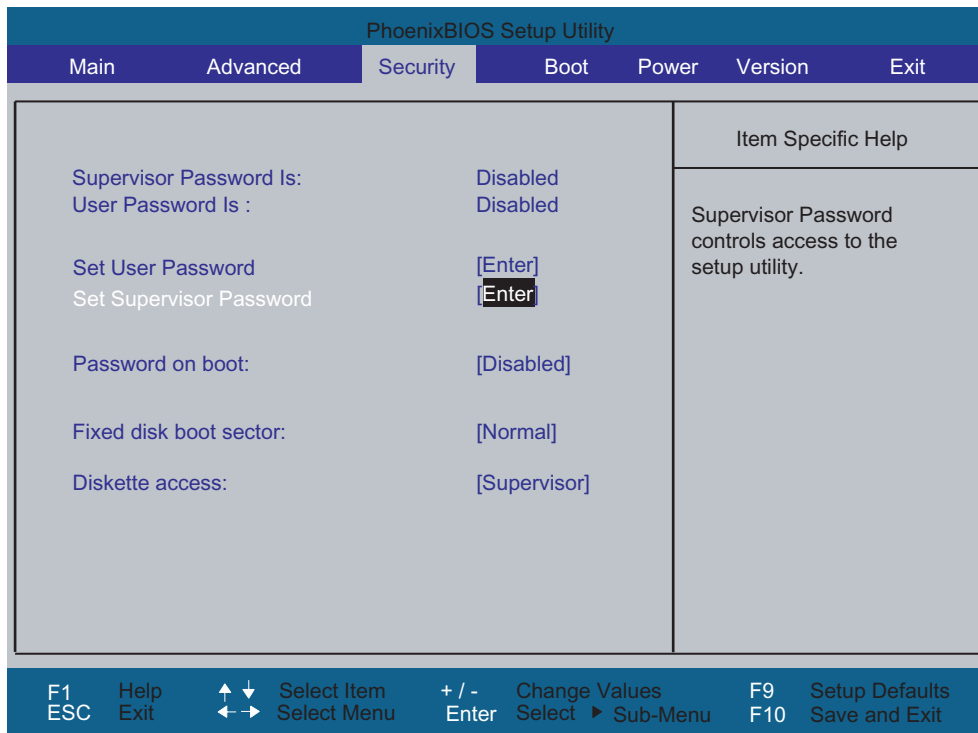 PhoenixBIOS Setup Utility
Main Advanced Security Boot Power Version Exit
Item Specific Help
Supervisor Password Is: Disabled
User Password Is : Disabled
Supervisor Password
controls access to the
setup utility.
Set User Password [Enter]
Set Supervisor Password [Enter]
Password on boot: [Disabled]
Fixed disk boot sector: [Normal]
Diskette access: [Supervisor]
F1 Help Select Item + / - Change Values F9 Setup Defaults
ESC Exit Select Menu Enter Select Sub-Menu F10 Save and Exit